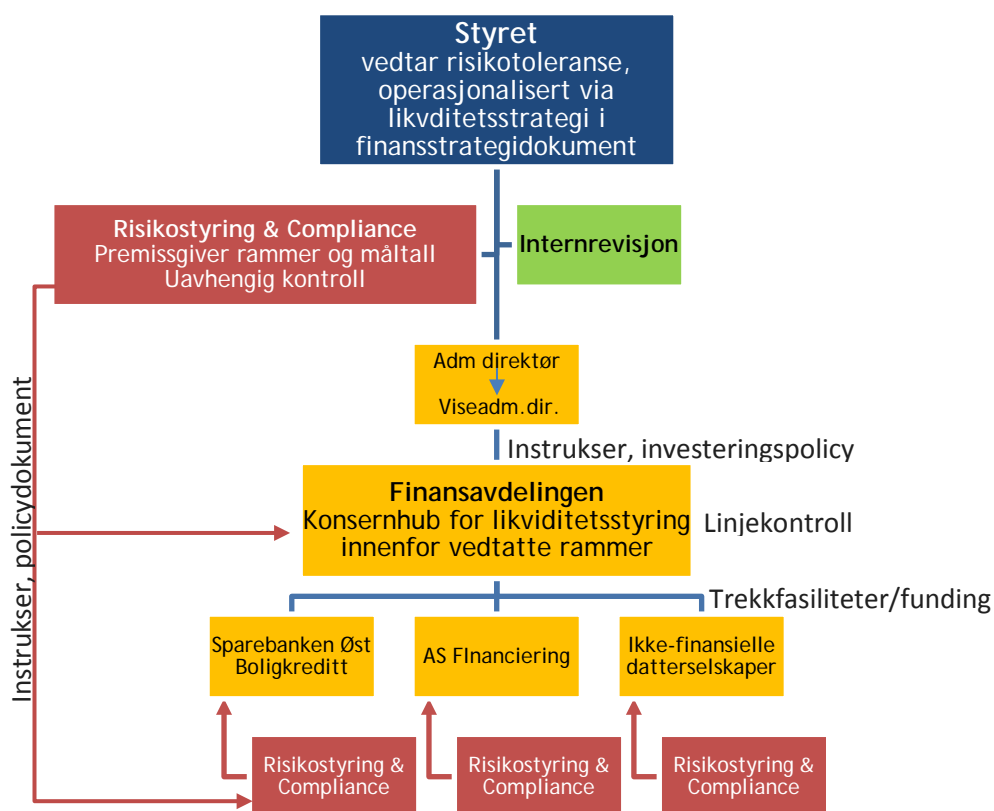 Styret
vedtar risikotoleranse,
operasjonalisert via
likvditetsstrategi i
finansstrategidokument
Risikostyring & Compliance
Premissgiver rammer og måltall
Uavhengig kontroll
Internrevisjon
Adm direktør
Viseadm.dir.
Instrukser, investeringspolicy
Instrukser, policydokument
Finansavdelingen
Konsernhub for likviditetsstyring
innenfor vedtatte rammer
Linjekontroll
Trekkfasiliteter/funding
Sparebanken Øst
Boligkreditt
AS FInanciering
Ikke-finansielle
datterselskaper
Risikostyring &
Compliance
Risikostyring &
Compliance
Risikostyring &
Compliance